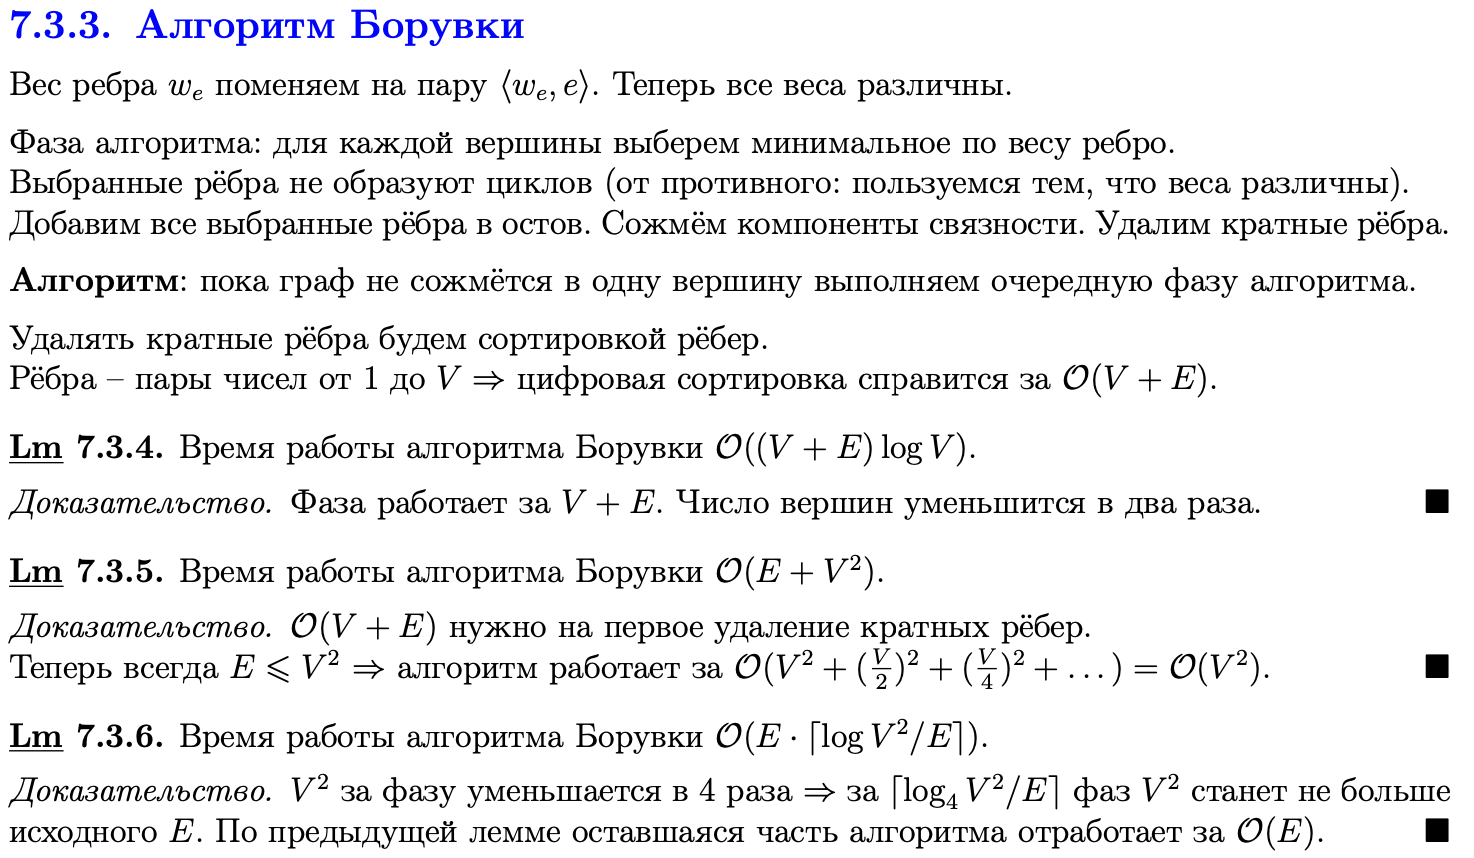 7.3.3. Алгоритм Борувки
Вес ребра $w_e$ поменяем на пару $\langle w_e, e \rangle$. Теперь все веса различны.
Фаза алгоритма: для каждой вершины выберем минимальное по весу ребро.
Выбранные рёбра не образуют циклов (от противного: пользуемся тем, что веса различны).
Добавим все выбранные рёбра в остов. Сожмём компоненты связности. Удалим кратные рёбра.
Алгоритм: пока граф не сожмётся в одну вершину выполняем очередную фазу алгоритма.
Удалять кратные рёбра будем сортировкой рёбер.
Рёбра – пары чисел от 1 до $V$ ⇒ цифровая сортировка справится за $\mathcal{O}(V + E)$.
Lm 7.3.4. Время работы алгоритма Борувки $\mathcal{O}((V + E) \log V)$.
Доказательство. Фаза работает за $V + E$. Число вершин уменьшится в два раза. ■
Lm 7.3.5. Время работы алгоритма Борувки $\mathcal{O}(E + V^2)$.
Доказательство. $\mathcal{O}(V + E)$ нужно на первое удаление кратных рёбер.
Теперь всегда $E \leqslant V^2$ ⇒ алгоритм работает за $\mathcal{O}(V^2 + (\frac{V}{2})^2 + (\frac{V}{4})^2 + \dots) = \mathcal{O}(V^2)$. ■
Lm 7.3.6. Время работы алгоритма Борувки $\mathcal{O}(E \cdot \lceil \log V^2/E \rceil)$.
Доказательство. $V^2$ за фазу уменьшается в 4 раза ⇒ за $\lceil \log_4 V^2/E \rceil$ фаз $V^2$ станет не больше
исходного $E$. По предыдущей лемме оставшаяся часть алгоритма отработает за $\mathcal{O}(E)$. ■